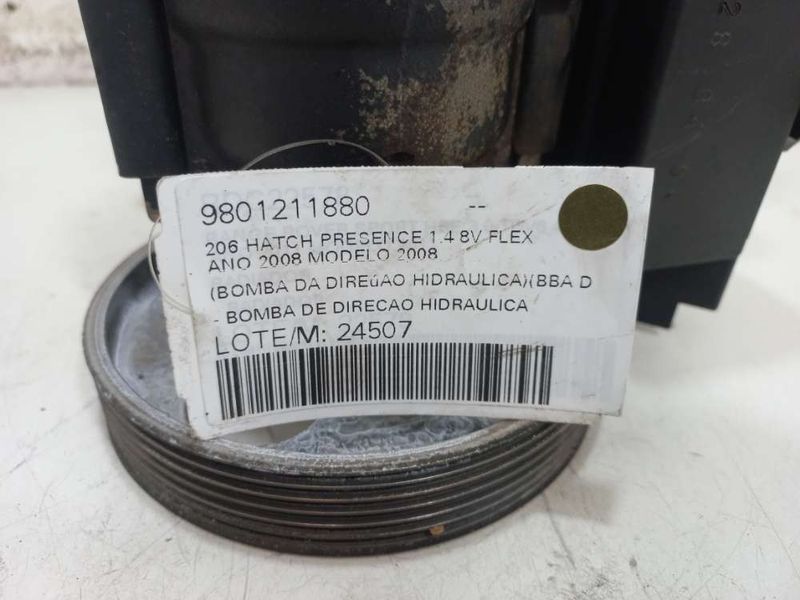 9801211880 --
206 HATCH PRESENCE 1.4 8V FLEX
ANO 2008 MODELO 2008
(BOMBA DA DIREúAO HIDRAULICA)(BBA D
- BOMBA DE DIRECAO HIDRAULICA
LOTE/M: 24507